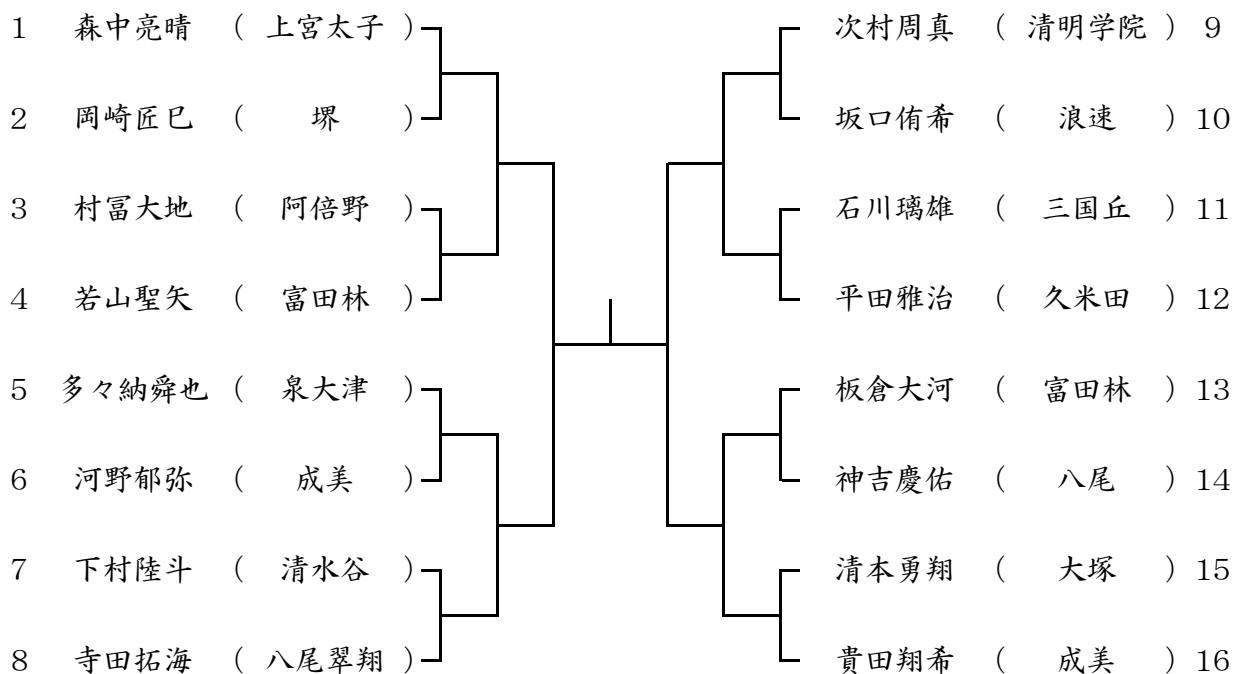 1 森中亮晴 ( 上宮太子 ) 次村周真 ( 清明学院 ) 9
2 岡崎匠巳 ( 堺 ) 坂口侑希 ( 浪速 ) 10
3 村冨大地 ( 阿倍野 ) 石川璃雄 ( 三国丘 ) 11
4 若山聖矢 ( 富田林 ) 平田雅治 ( 久米田 ) 12
5 多々納舜也 ( 泉大津 ) 板倉大河 ( 富田林 ) 13
6 河野郁弥 ( 成美 ) 神吉慶佑 ( 八尾 ) 14
7 下村陸斗 ( 清水谷 ) 清本勇翔 ( 大塚 ) 15
8 寺田拓海 ( 八尾翠翔 ) 貴田翔希 ( 成美 ) 16